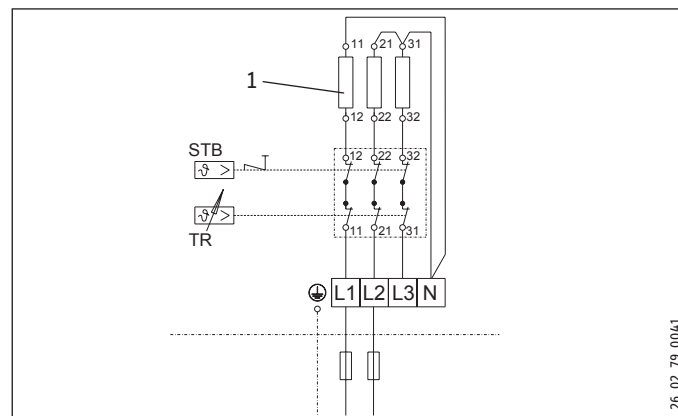 11 21 31
1
12 22 32
STB
12 22 32
ϑ >
ϑ >
11 21 31
TR
L1 L2 L3 N
26_02_79_0041